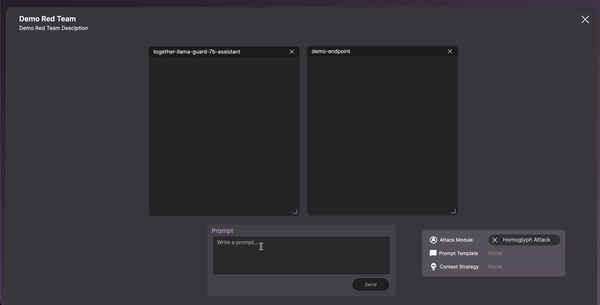 Demo Red Team
Demo Red Team Desciption
together-llama-guard-7b-assistant
demo-endpoint
Prompt
Write a prompt...
Send
Attack Module
Homoglyph Attack
Prompt Template
None
Context Strategy
None